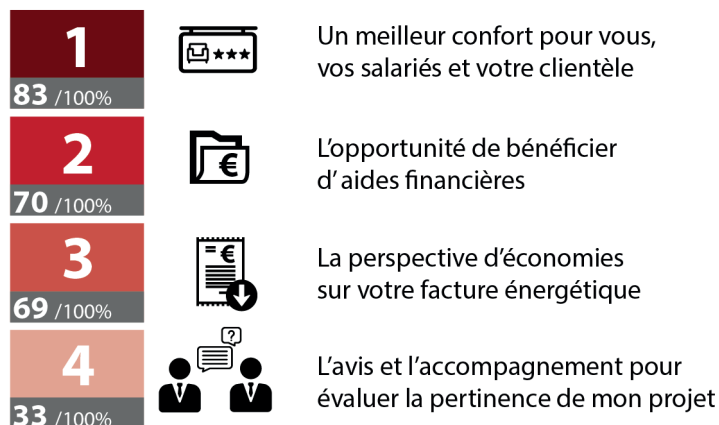 1
83 /100%
Un meilleur confort pour vous,
vos salariés et votre clientèle
2
70 /100%
€
L'opportunité de bénéficier
d' aides financières
3
69 /100%
= €
La perspective d'économies
sur votre facture énergétique
4
33 /100%
?
L'avis et l'accompagnement pour
évaluer la pertinence de mon projet